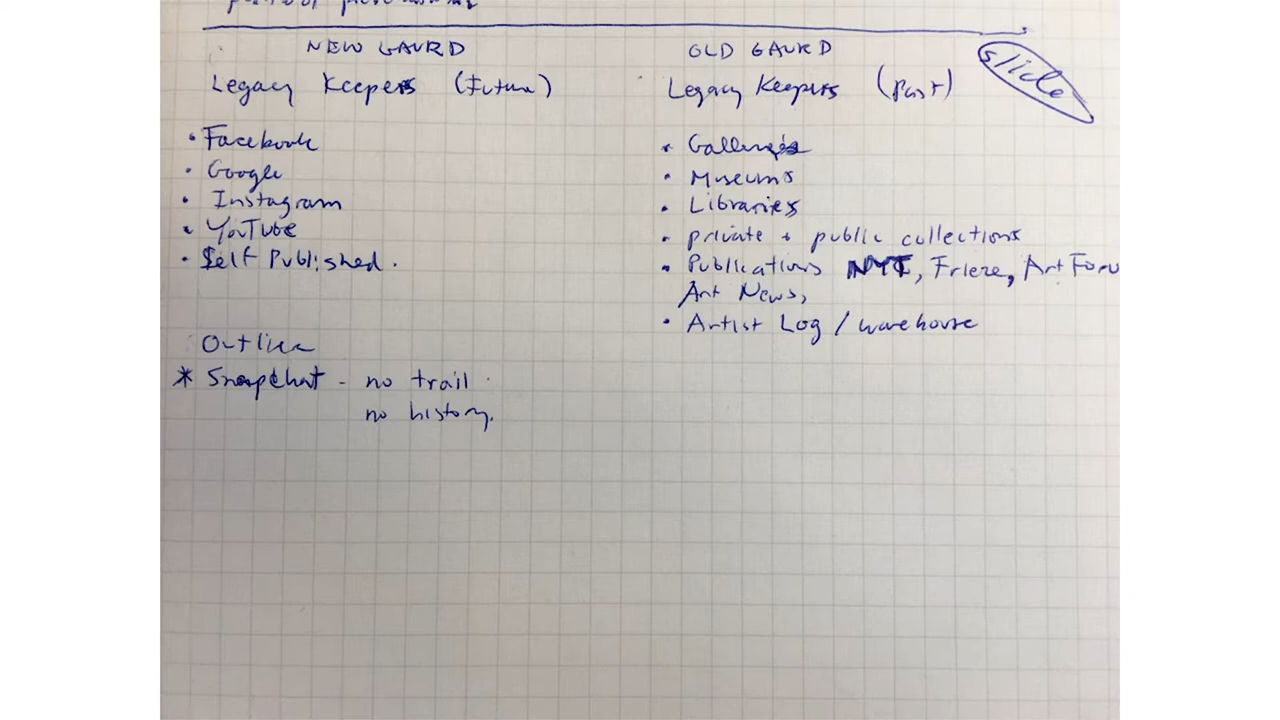 NEW GAURD
Legacy Keepers (Future)
• Facebook
• Google
• Instagram
• YouTube
• Self Published.
Outlier
* Snapchat - no trail
no history.
OLD GAURD
Legacy Keepers (Past)
slide
• Galleries
• Museums
• Libraries
• private + public collections
• Publications NYT, Frieze, Art Foru
Art News,
• Artist Log / warehouse